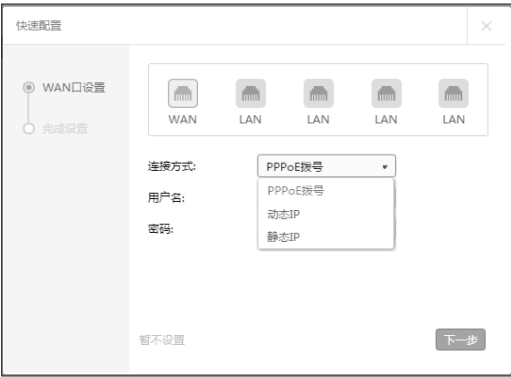 快速配置
WAN口设置
完成设置
WAN LAN LAN LAN LAN
连接方式: PPPoE拨号
用户名: PPPoE拨号
动态IP
密码: 静态IP
暂不设置 下一步